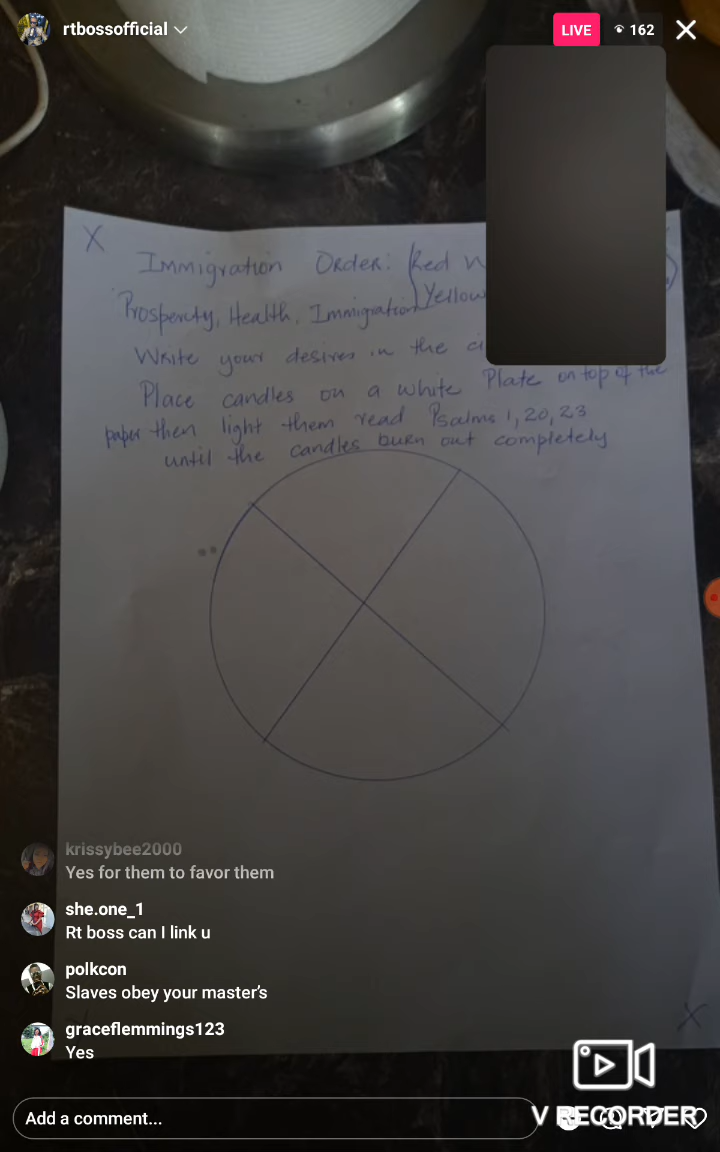 rtbossofficial
LIVE
162
X
Immigration Order: (Red
Prosperity, Health, Immigration (Yellow
Write your desires in the
Place candles on a white Plate on top of the
paper then light them read Psalms 1, 20, 23
until the candles burn out completely
krissybee2000
Yes for them to favor them
she.one_1
Rt boss can I link u
polkcon
Slaves obey your master's
graceflemmings123
Yes
X
Add a comment...
V RECORDER